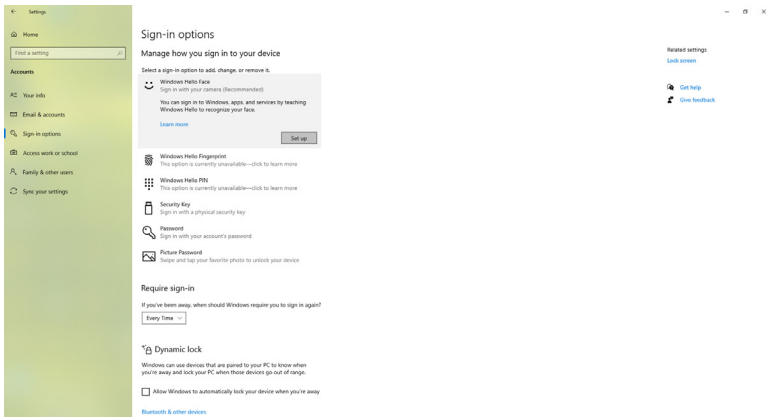 Settings
Home
Find a setting
Accounts
Your info
Email & accounts
Sign-in options
Access work or school
Family & other users
Sync your settings
Sign-in options
Manage how you sign in to your device
Select a sign-in option to add, change, or remove it.
Windows Hello Face
Sign in with your camera (Recommended)
You can sign in to Windows, apps, and services by teaching
Windows Hello to recognize your face.
Learn more
Set up
Windows Hello Fingerprint
This option is currently unavailable—click to learn more
Windows Hello PIN
This option is currently unavailable—click to learn more
Security Key
Sign in with a physical security key
Password
Sign in with your account's password
Picture Password
Swipe and tap your favorite photo to unlock your device
Require sign-in
If you've been away, when should Windows require you to sign in again?
Every Time
Dynamic lock
Windows can use devices that are paired to your PC to know when
you're away and lock your PC when those devices go out of range.
Allow Windows to automatically lock your device when you're away
Bluetooth & other devices
Related settings
Lock screen
Get help
Give feedback